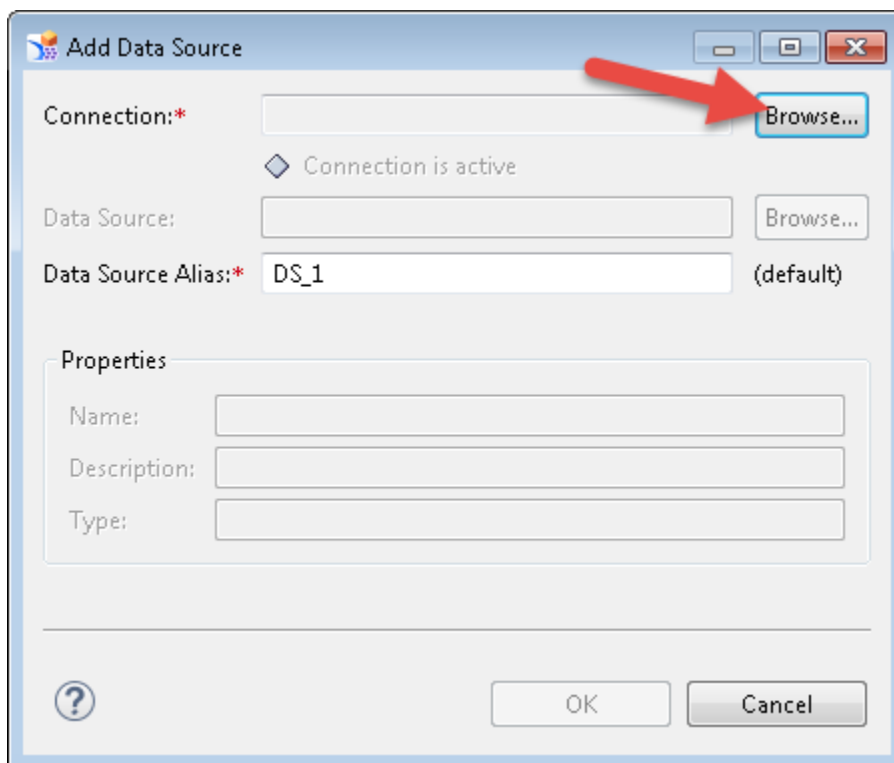 Add Data Source
Connection:* Browse...
Connection is active
Data Source: Browse...
Data Source Alias:* DS_1 (default)
Properties
Name:
Description:
Type:
? OK Cancel